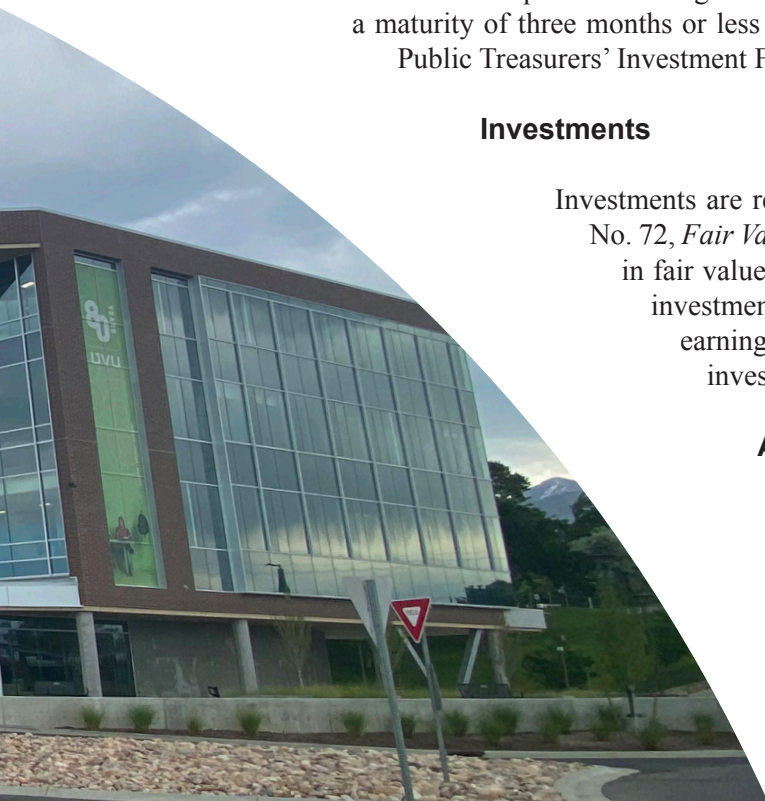 a maturity of three months or less
Public Treasurers’ Investment F
Investments
Investments are re
No. 72, Fair Va
in fair value
investmen
earning
inves
A
UVU